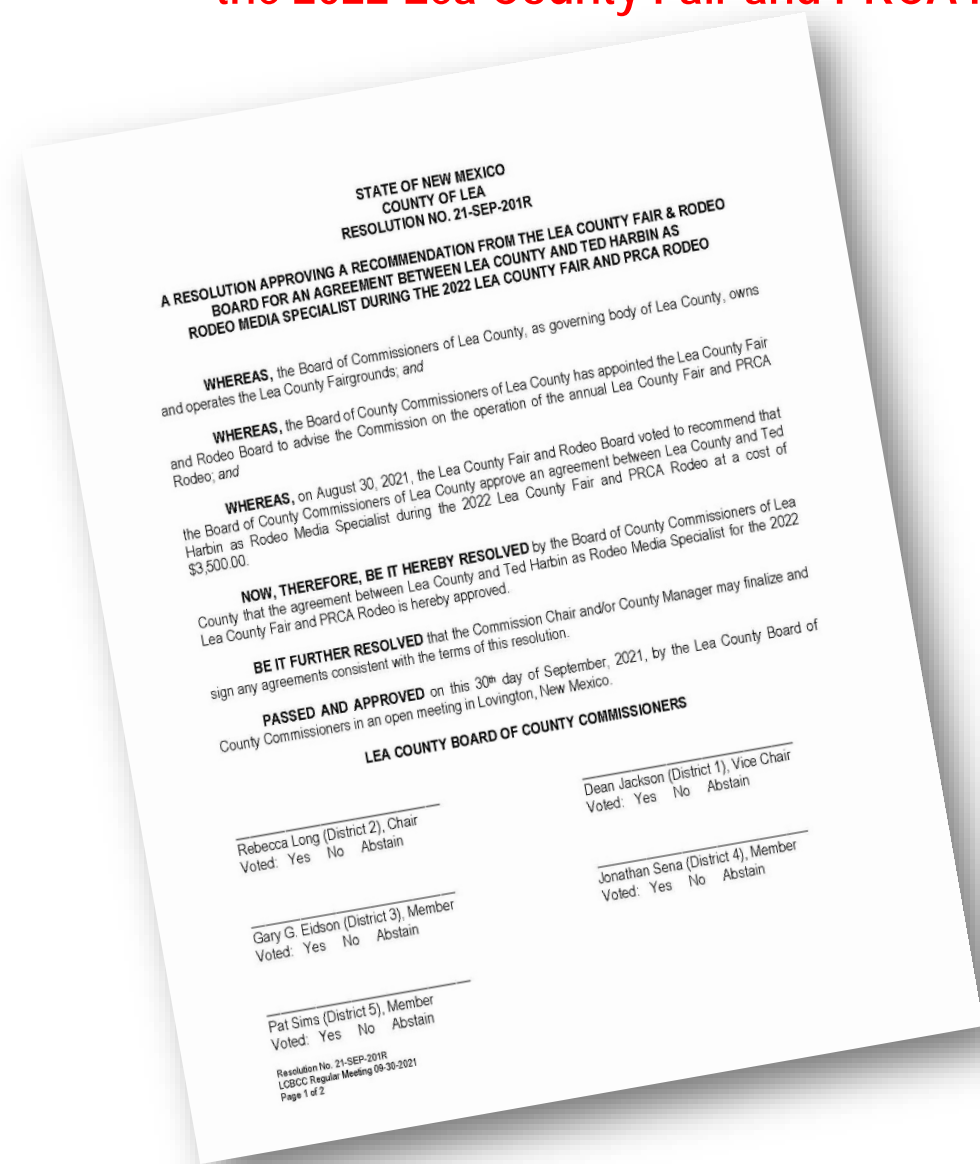 the 2022 Lea County Fair and PRCA
STATE OF NEW MEXICO
COUNTY OF LEA
RESOLUTION NO. 21-SEP-201R
A RESOLUTION APPROVING A RECOMMENDATION FROM THE LEA COUNTY FAIR & RODEO
BOARD FOR AN AGREEMENT BETWEEN LEA COUNTY AND TED HARBIN AS
RODEO MEDIA SPECIALIST DURING THE 2022 LEA COUNTY FAIR AND PRCA RODEO
WHEREAS, the Board of Commissioners of Lea County, as governing body of Lea County, owns
and operates the Lea County Fairgrounds; and
WHEREAS, the Board of County Commissioners of Lea County has appointed the Lea County Fair
and Rodeo Board to advise the Commission on the operation of the annual Lea County Fair and PRCA
Rodeo; and
WHEREAS, on August 30, 2021, the Lea County Fair and Rodeo Board voted to recommend that
the Board of County Commissioners of Lea County approve an agreement between Lea County and Ted
Harbin as Rodeo Media Specialist during the 2022 Lea County Fair and PRCA Rodeo at a cost of
$3,500.00.
NOW, THEREFORE, BE IT HEREBY RESOLVED by the Board of County Commissioners of Lea
County that the agreement between Lea County and Ted Harbin as Rodeo Media Specialist for the 2022
Lea County Fair and PRCA Rodeo is hereby approved.
BE IT FURTHER RESOLVED that the Commission Chair and/or County Manager may finalize and
sign any agreements consistent with the terms of this resolution.
PASSED AND APPROVED on this 30th day of September, 2021, by the Lea County Board of
County Commissioners in an open meeting in Lovington, New Mexico.
LEA COUNTY BOARD OF COUNTY COMMISSIONERS
Rebecca Long (District 2), Chair
Voted: Yes No Abstain
Dean Jackson (District 1), Vice Chair
Voted: Yes No Abstain
Gary G. Eidson (District 3), Member
Voted: Yes No Abstain
Jonathan Sena (District 4), Member
Voted: Yes No Abstain
Pat Sims (District 5), Member
Voted: Yes No Abstain
Resolution No. 21-SEP-201R
LCBCC Regular Meeting 09-30-2021
Page 1 of 2